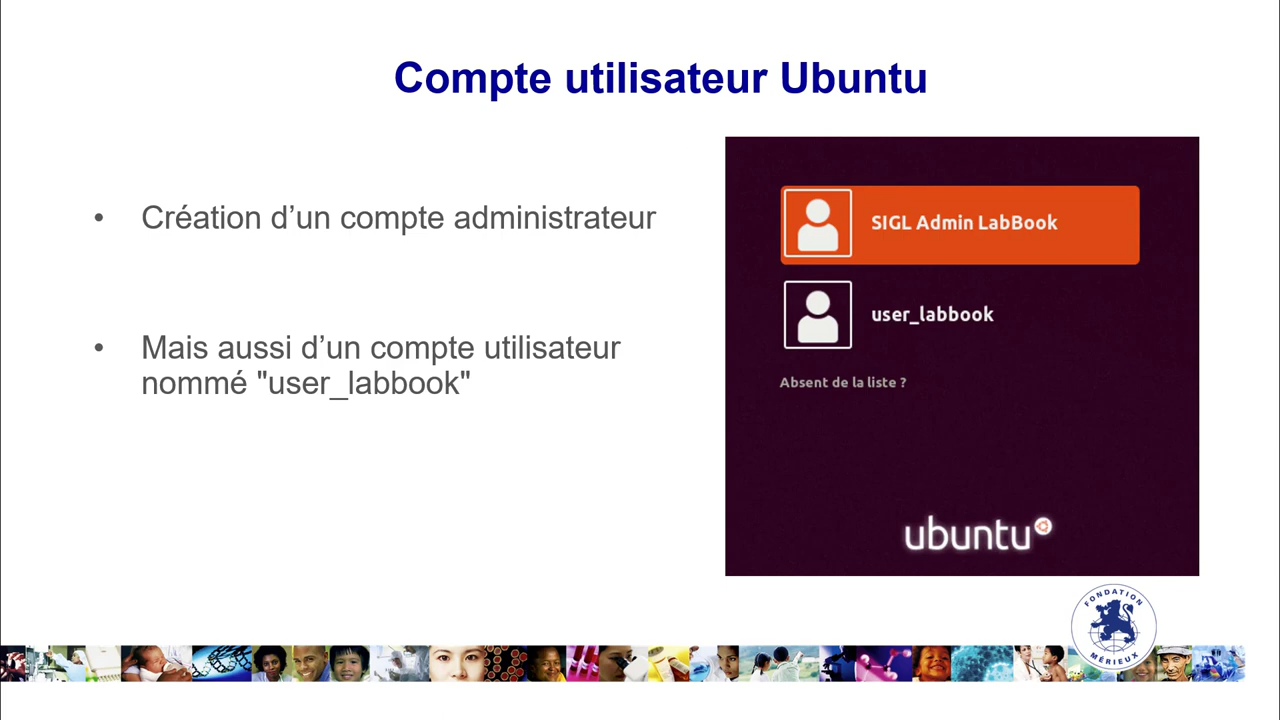 Compte utilisateur Ubuntu
• Création d’un compte administrateur
• Mais aussi d’un compte utilisateur
nommé "user_labbook"
SIGL Admin LabBook
user_labbook
Absent de la liste ?
ubuntu
FONDATION
MÉRIEUX